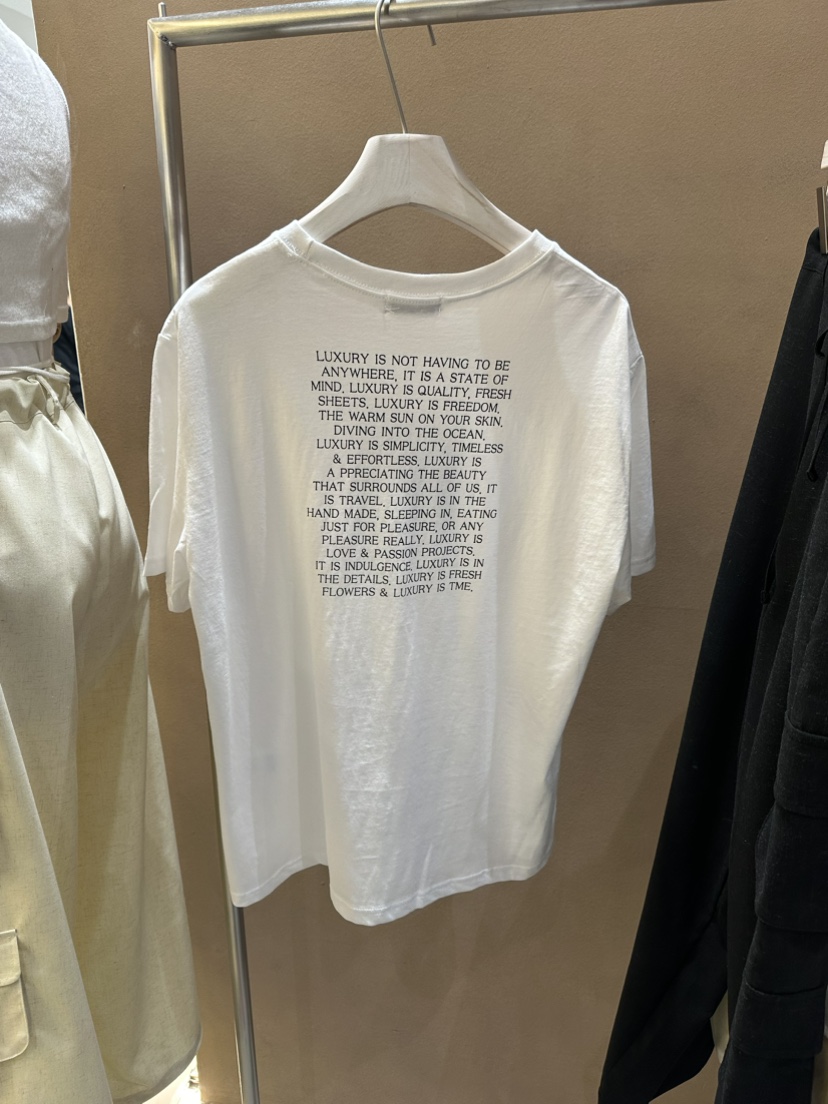 LUXURY IS NOT HAVING TO BE
ANYWHERE, IT IS A STATE OF
MIND. LUXURY IS QUALITY, FRESH
SHEETS. LUXURY IS FREEDOM,
THE WARM SUN ON YOUR SKIN,
DIVING INTO THE OCEAN,
LUXURY IS SIMPLICITY, TIMELESS
& EFFORTLESS, LUXURY IS
A PPRECIATING THE BEAUTY
THAT SURROUNDS ALL OF US, IT
IS TRAVEL, LUXURY IS IN THE
HAND MADE, SLEEPING IN, EATING
JUST FOR PLEASURE, OR ANY
PLEASURE REALLY. LUXURY IS
LOVE & PASSION PROJECTS,
IT IS INDULGENCE. LUXURY IS IN
THE DETAILS, LUXURY IS FRESH
FLOWERS & LUXURY IS TME,